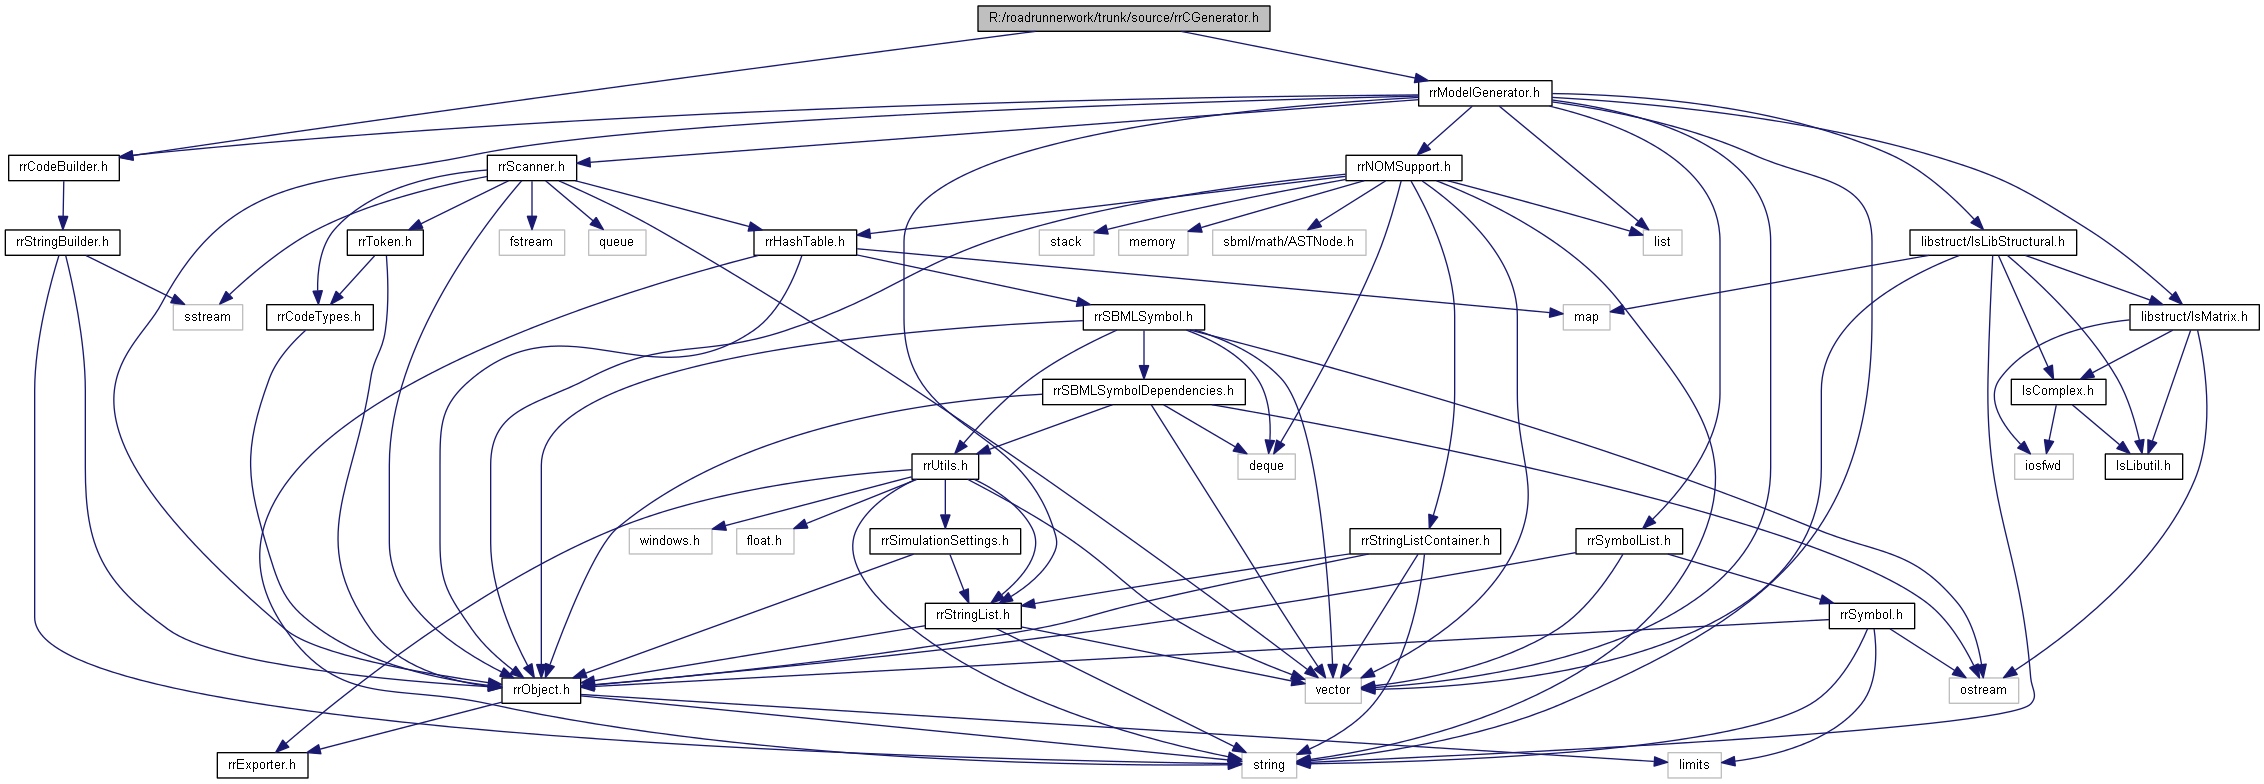 R:/roadrunnerwork/trunk/source/rrCGenerator.h
rrModelGenerator.h
rrCodeBuilder.h
rrScanner.h
rrNOMSupport.h
rrStringBuilder.h
rrToken.h
fstream
queue
rrHashTable.h
stack
memory
sbml/math/ASTNode.h
list
libstruct/lsLibStructural.h
sstream
rrCodeTypes.h
rrSBMLSymbol.h
map
libstruct/lsMatrix.h
rrSBMLSymbolDependencies.h
lsComplex.h
rrUtils.h
deque
iosfwd
lsLibutil.h
windows.h
float.h
rrSimulationSettings.h
rrStringListContainer.h
rrSymbolList.h
rrStringList.h
rrSymbol.h
rrObject.h
vector
ostream
rrExporter.h
string
limits